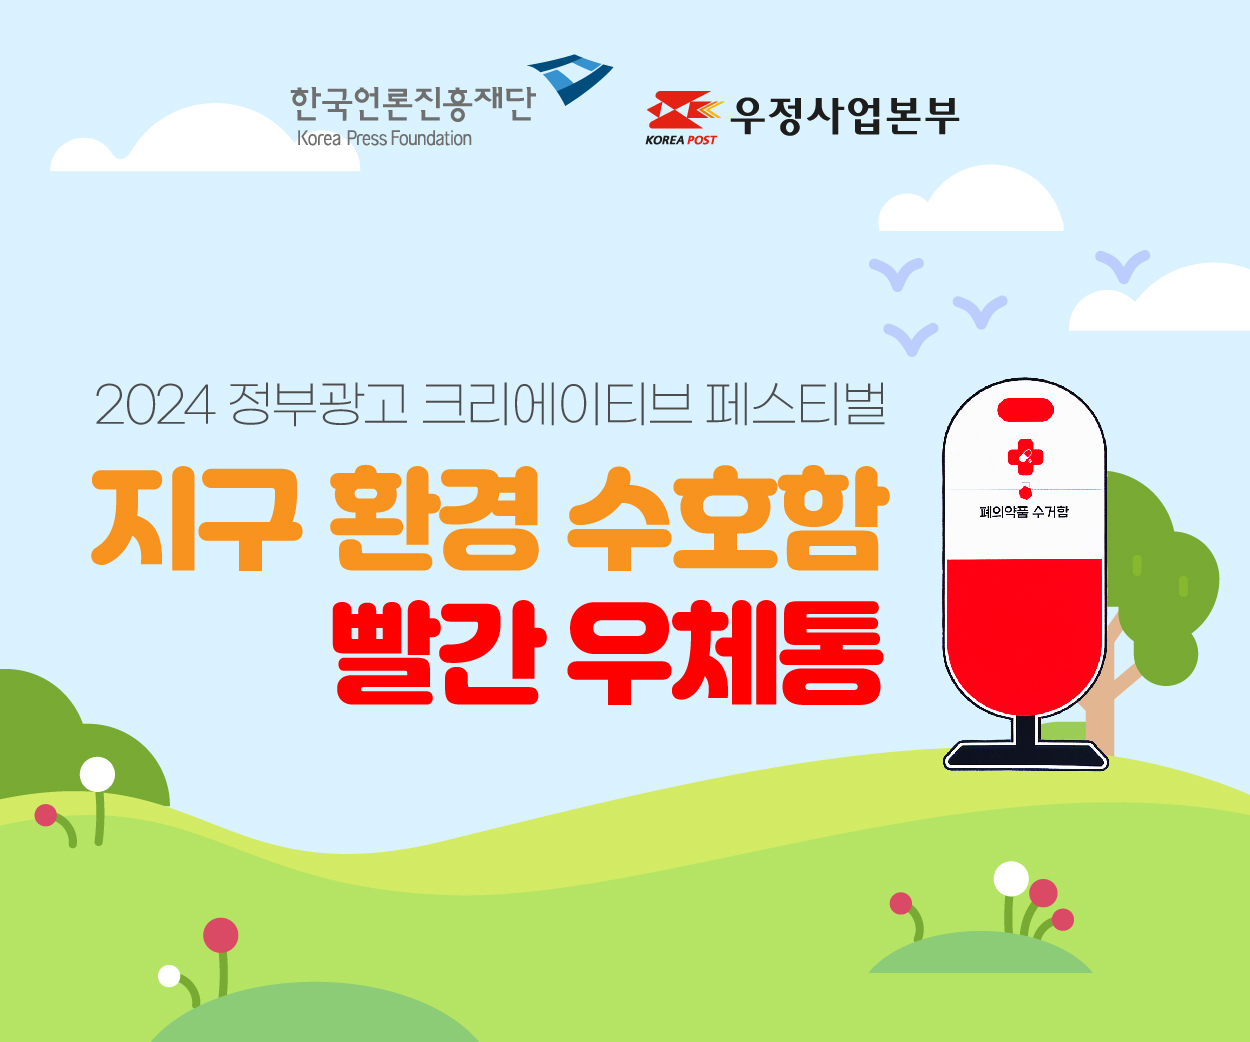 한국언론진흥재단
Korea Press Foundation
KOREA POST
우정사업본부
2024 정부광고 크리에이티브 페스티벌
지구 환경 수호함
빨간 우체통
폐의약품 수거함